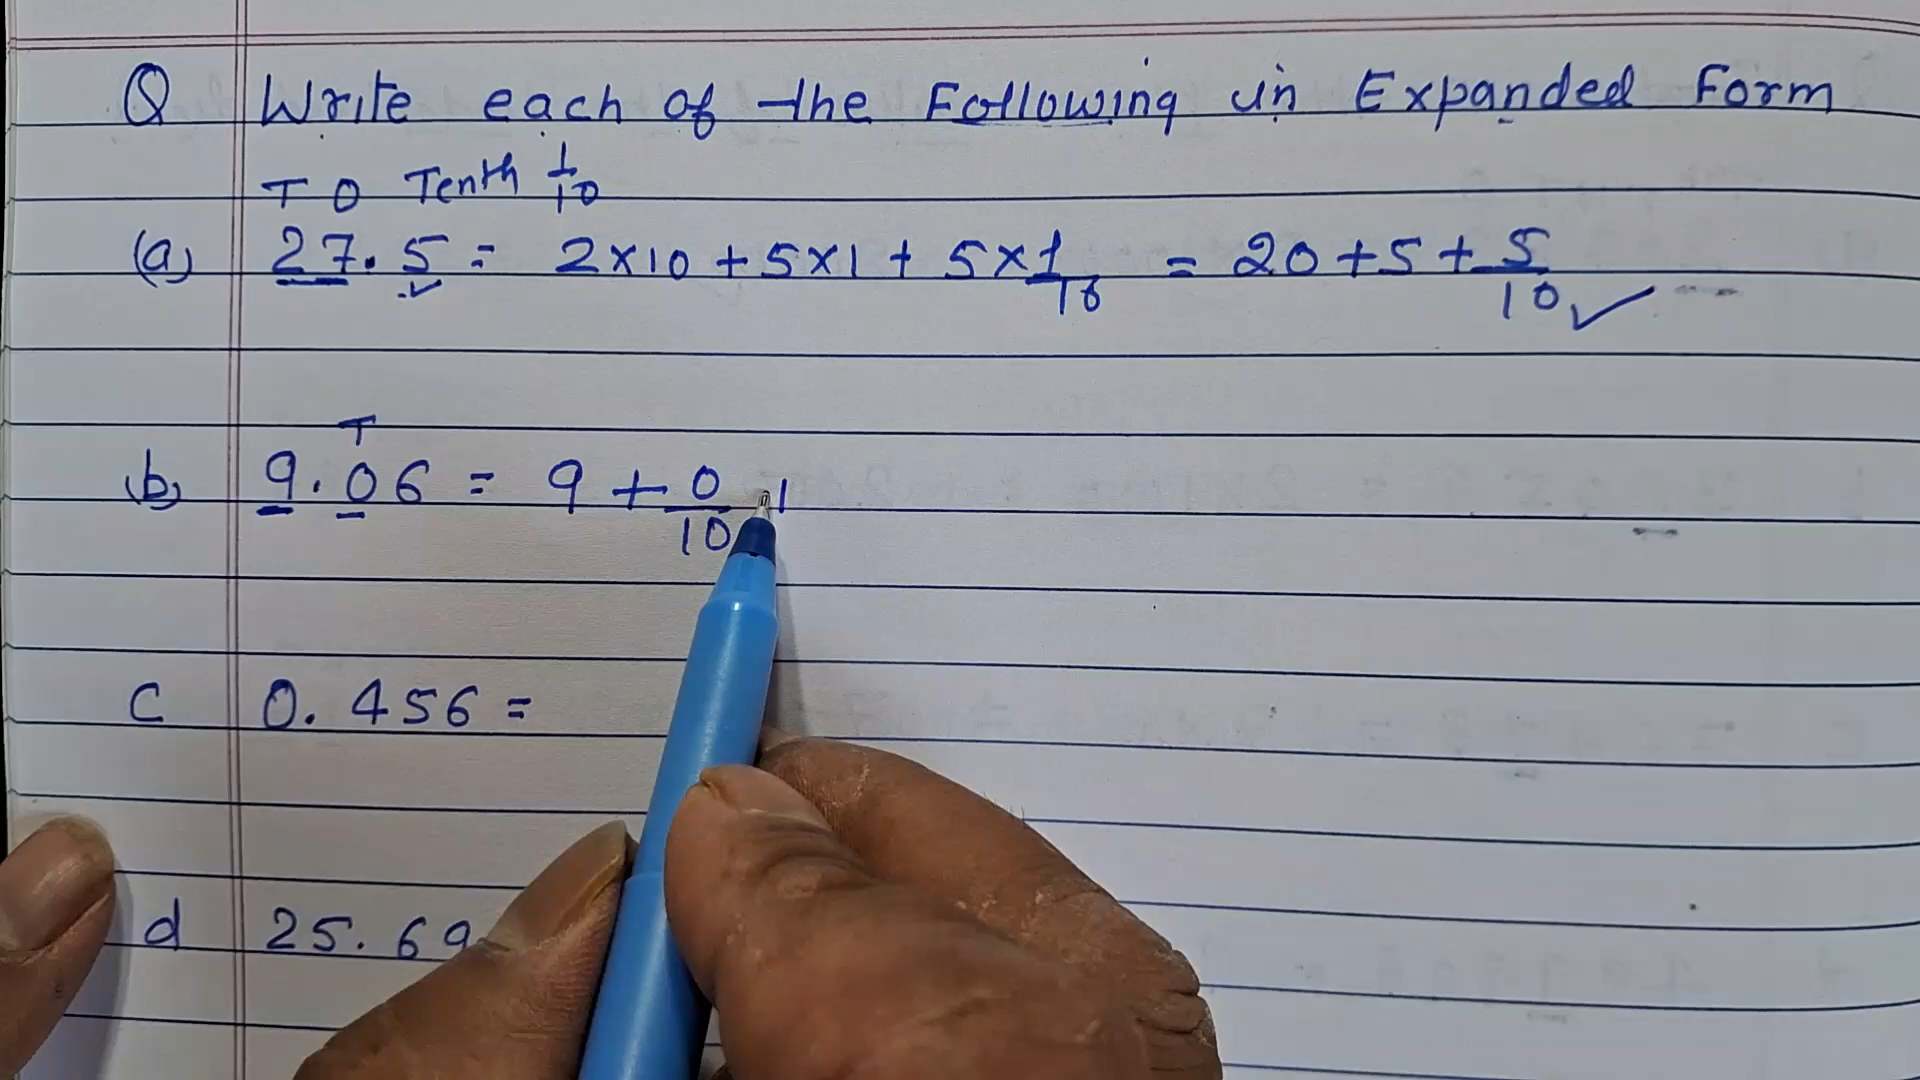 Q Write each of the Following in Expanded Form
T O Tenth 1/10
(a) 27.5 = 2×10 + 5×1 + 5×1/10 = 20+5+5/10 ✓
T
(b) 9.06 = 9 + 0/10
c 0.456 =
d 25.69